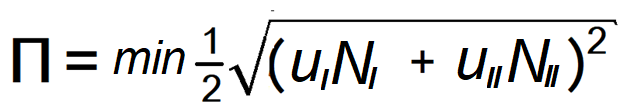 Π = min 1/2 √(u_I N_I + u_II N_II)²